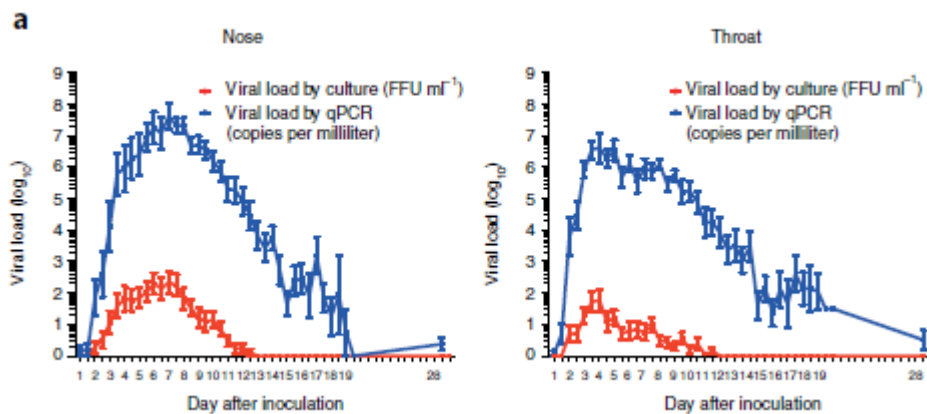 a
Nose
9
8
7
6
5
4
3
2
1
0
Viral load (log10)
Viral load by culture (FFU ml⁻¹)
Viral load by qPCR
(copies per milliliter)
1 2 3 4 5 6 7 8 9 10 11 12 13 14 15 16 17 18 19 28
Day after inoculation
Throat
9
8
7
6
5
4
3
2
1
0
Viral load (log10)
Viral load by culture (FFU ml⁻¹)
Viral load by qPCR
(copies per milliliter)
1 2 3 4 5 6 7 8 9 10 11 12 13 14 15 16 17 18 19 28
Day after inoculation